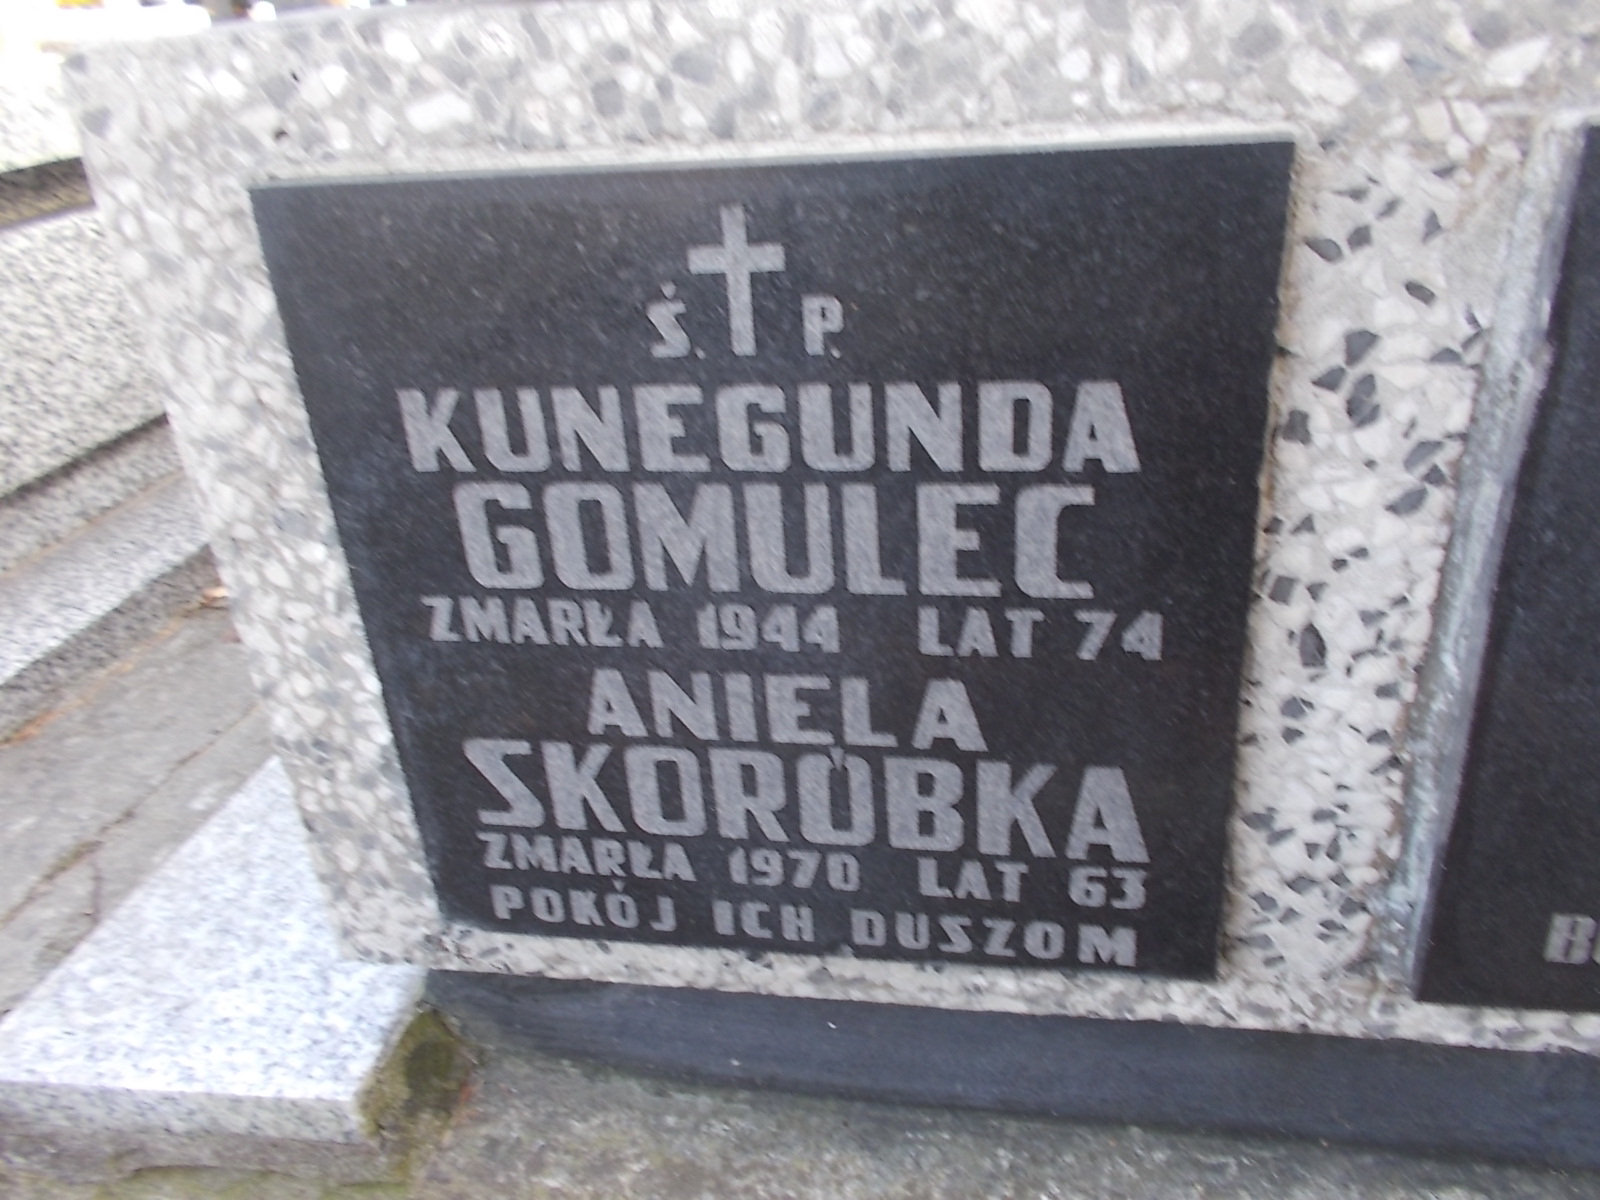 Ś. P.
KUNEGUNDA
GOMULEC
ZMARŁA 1944 LAT 74
ANIELA
SKORÓBKA
ZMARŁA 1970 LAT 63
POKÓJ ICH DUSZOM